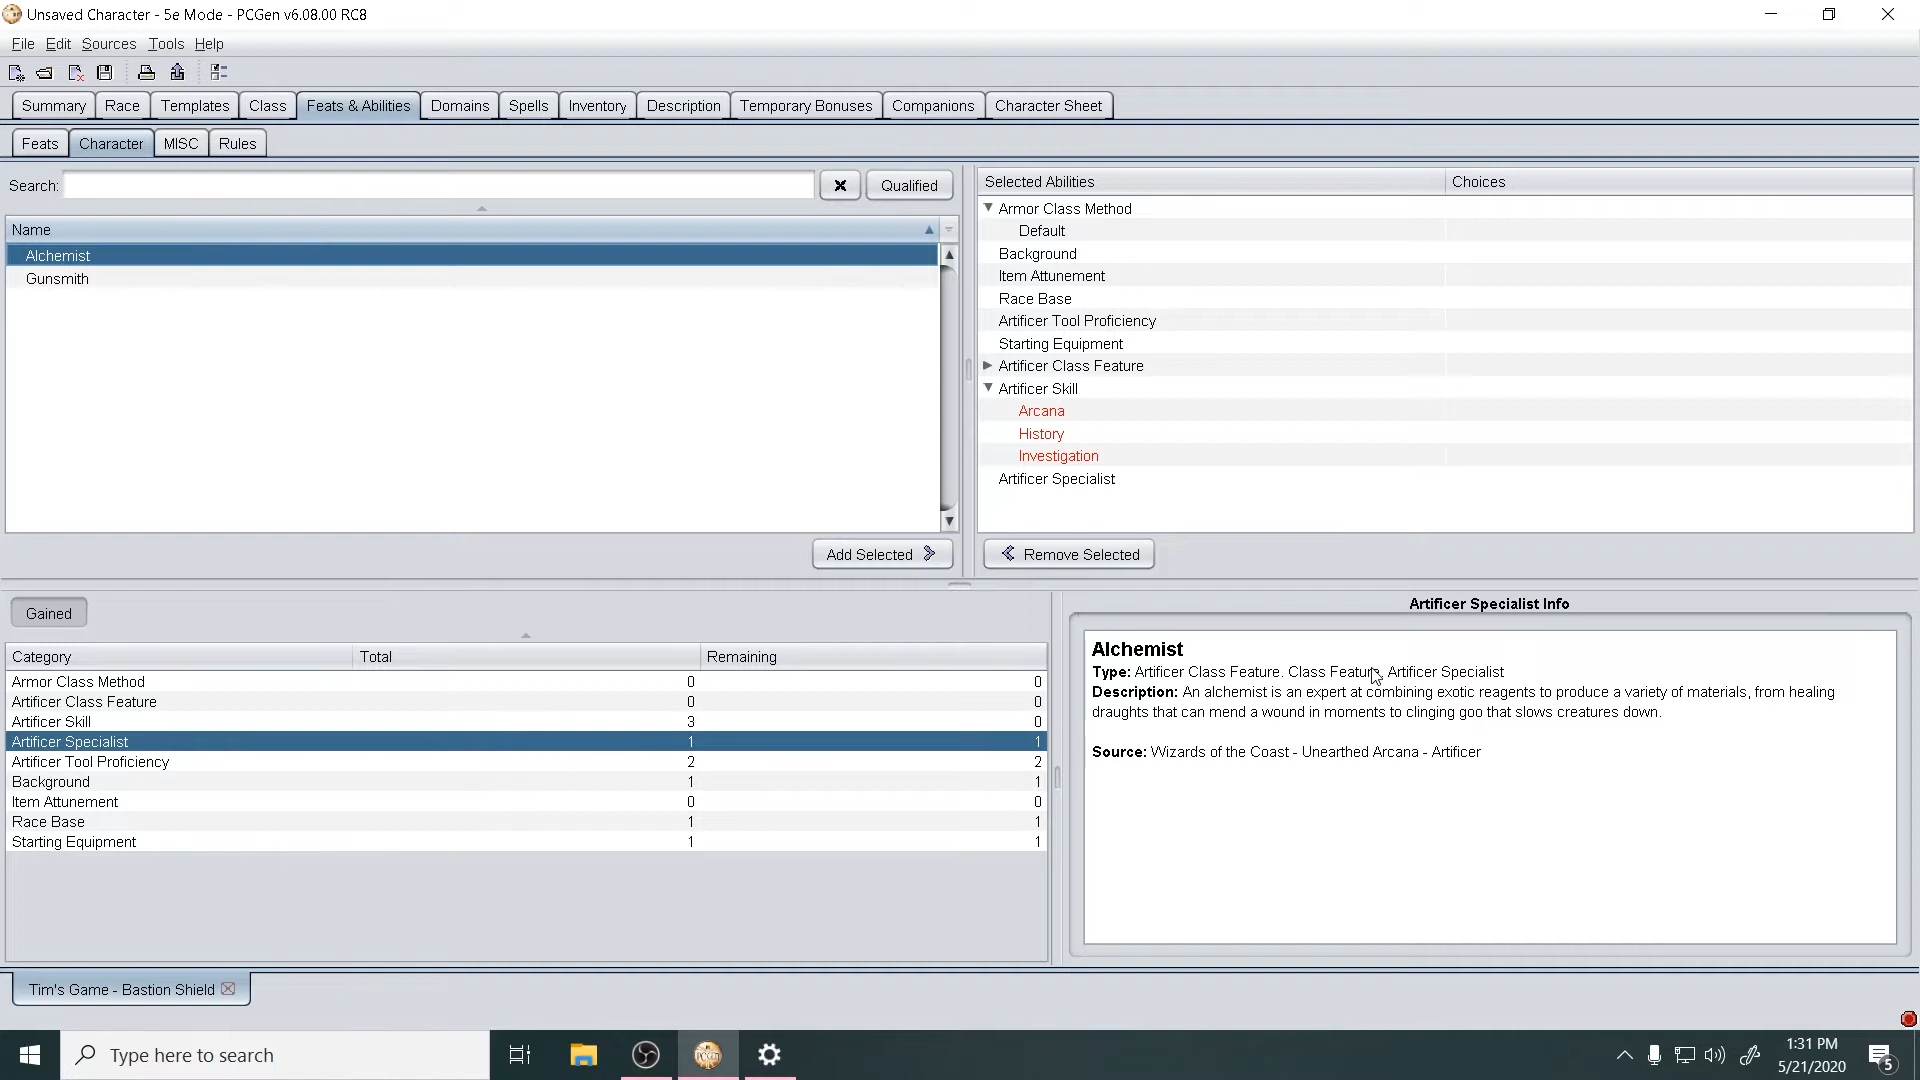 Unsaved Character - 5e Mode - PCGen v6.08.00 RC8
File Edit Sources Tools Help
Summary Race Templates Class Feats & Abilities Domains Spells Inventory Description Temporary Bonuses Companions Character Sheet
Feats Character MISC Rules
Search: Qualified
Name
Alchemist
Gunsmith
Add Selected
Selected Abilities Choices
Armor Class Method
Default
Background
Item Attunement
Race Base
Artificer Tool Proficiency
Starting Equipment
Artificer Class Feature
Artificer Skill
Arcana
History
Investigation
Artificer Specialist
Remove Selected
Gained
Category Total Remaining
Armor Class Method 0 0
Artificer Class Feature 0 0
Artificer Skill 3 0
Artificer Specialist 1 1
Artificer Tool Proficiency 2 2
Background 1 1
Item Attunement 0 0
Race Base 1 1
Starting Equipment 1 1
Artificer Specialist Info
Alchemist
Type: Artificer Class Feature. Class Feature. Artificer Specialist
Description: An alchemist is an expert at combining exotic reagents to produce a variety of materials, from healing
draughts that can mend a wound in moments to clinging goo that slows creatures down.
Source: Wizards of the Coast - Unearthed Arcana - Artificer
Tim's Game - Bastion Shield
Type here to search
1:31 PM
5/21/2020
5